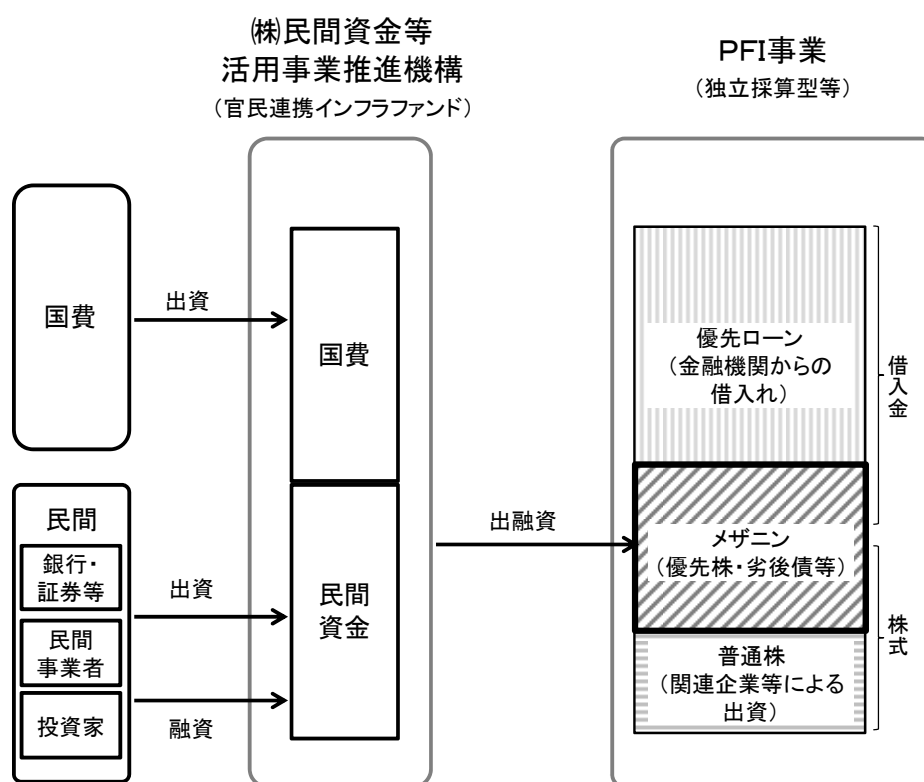 ㈱民間資金等
活用事業推進機構
（官民連携インフラファンド）
PFI事業
（独立採算型等）
国費
出資
国費
民間
銀行・
証券等
民間
事業者
投資家
出資
融資
民間
資金
出融資
優先ローン
（金融機関からの
借入れ）
メザニン
（優先株・劣後債等）
普通株
（関連企業等による
出資）
借入金
株式